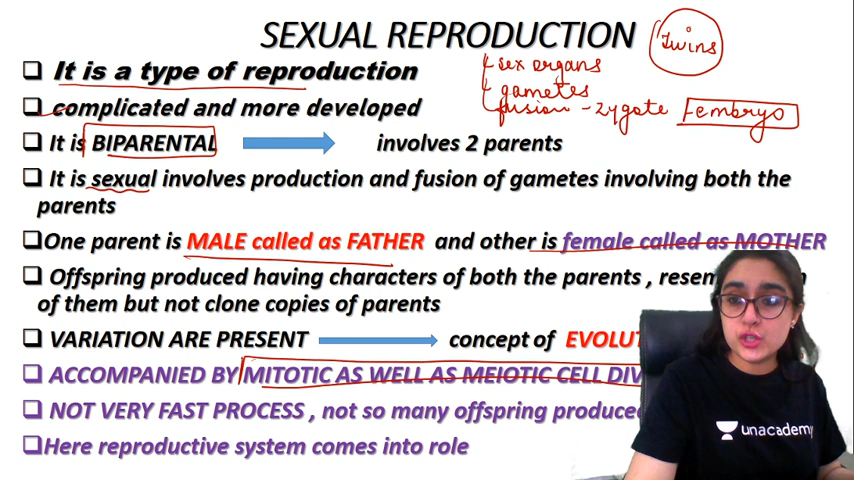 SEXUAL REPRODUCTION
twins
It is a type of reproduction
sex organs
gametes
complicated and more developed
fusion - zygote embryo
It is BIPARENTAL involves 2 parents
It is sexual involves production and fusion of gametes involving both the
parents
One parent is MALE called as FATHER and other is female called as MOTHER
Offspring produced having characters of both the parents , resem
of them but not clone copies of parents
VARIATION ARE PRESENT concept of EVOLUT
ACCOMPANIED BY MITOTIC AS WELL AS MEIOTIC CELL DIV
NOT VERY FAST PROCESS , not so many offspring produced
Here reproductive system comes into role
unacademy